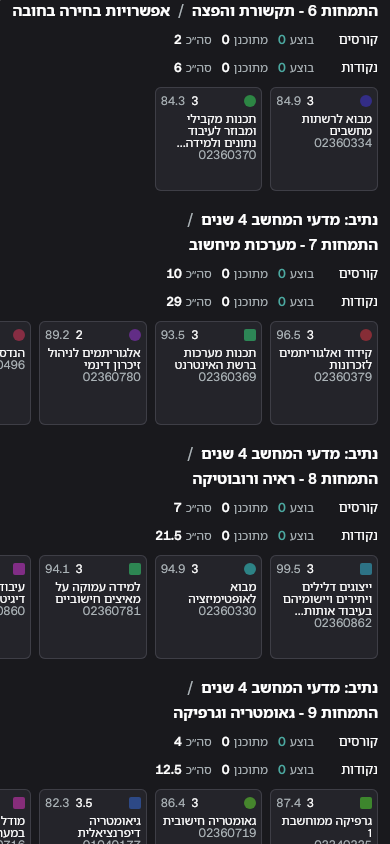 התמחות 6 - תקשורת והפצה / אפשרויות בחירה בחובה
קורסים בוצע 0 מתוכנן 0 סה״כ 2
נקודות בוצע 0 מתוכנן 0 סה״כ 6
3 84.9
מבוא לרשתות
מחשבים
02360334
3 84.3
תכנות מקבילי
ומבוזר לעיבוד
נתונים ולמידה...
02360370
נתיב: מדעי המחשב 4 שנים /
התמחות 7 - מערכות מיחשוב
קורסים בוצע 0 מתוכנן 0 סה״כ 10
נקודות בוצע 0 מתוכנן 0 סה״כ 29
3 96.5
קידוד ואלגוריתמים
לזכרונות
02360379
3 93.5
תכנות מערכות
ברשת האינטרנט
02360369
2 89.2
אלגוריתמים לניהול
זיכרון דינמי
02360780
הנדס
0496
נתיב: מדעי המחשב 4 שנים /
התמחות 8 - ראיה ורובוטיקה
קורסים בוצע 0 מתוכנן 0 סה״כ 7
נקודות בוצע 0 מתוכנן 0 סה״כ 21.5
3 99.5
ייצוגים דלילים
ויתירים ויישומיהם
בעיבוד אותות...
02360862
3 94.9
מבוא
לאופטימיזציה
02360330
3 94.1
למידה עמוקה על
מאיצים חישוביים
02360781
עיבוד
דיגיט
0860
נתיב: מדעי המחשב 4 שנים /
התמחות 9 - גאומטריה וגרפיקה
קורסים בוצע 0 מתוכנן 0 סה״כ 4
נקודות בוצע 0 מתוכנן 0 סה״כ 12.5
3 87.4
גרפיקה ממוחשבת
1
3 86.4
גאומטריה חישובית
02360719
3.5 82.3
גיאומטריה
דיפרנציאלית
מודל
במער